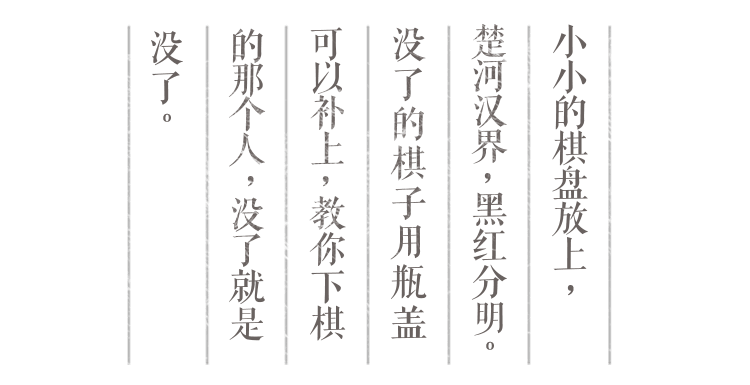 小小的棋盘放上，
楚河汉界，黑红分明。
没了的棋子用瓶盖
可以补上，教你下棋
的那个人，没了就是
没了。